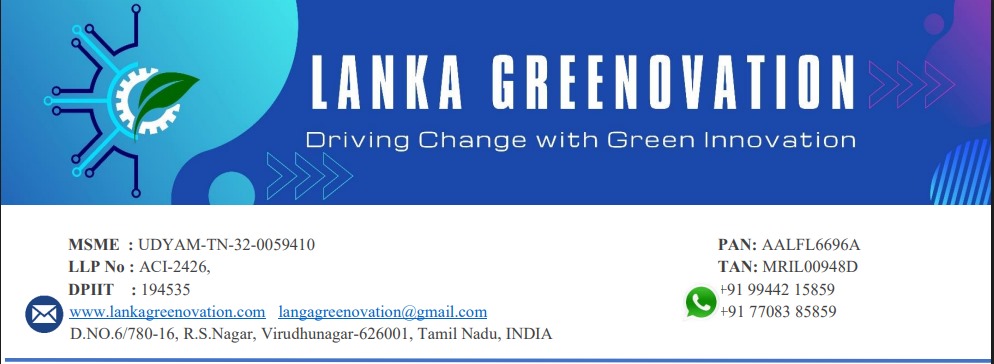 LANKA GREENOVATION
Driving Change with Green Innovation
MSME : UDYAM-TN-32-0059410
LLP No : ACI-2426,
DPIIT : 194535
www.lankagreenovation.com langagreenovation@gmail.com
D.NO.6/780-16, R.S.Nagar, Virudhunagar-626001, Tamil Nadu, INDIA
PAN: AALFL6696A
TAN: MRIL00948D
+91 99442 15859
+91 77083 85859